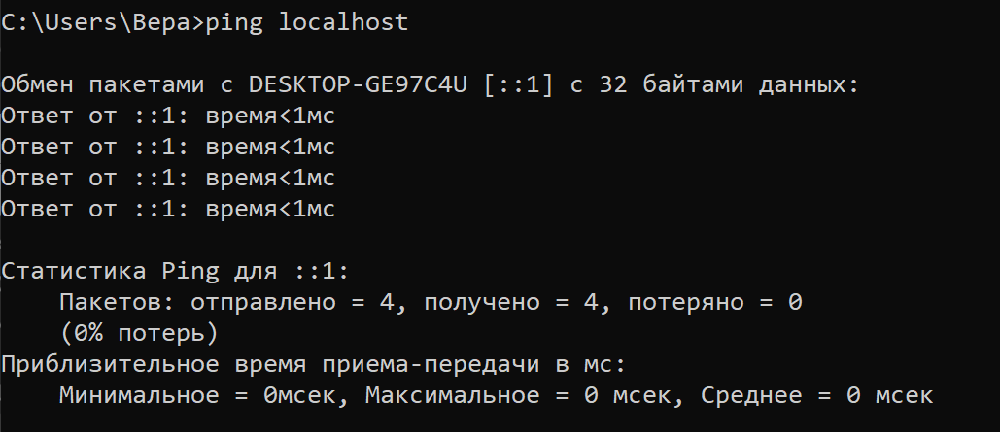 C:\Users\Вера>ping localhost
Обмен пакетами с DESKTOP-GE97C4U [::1] с 32 байтами данных:
Ответ от ::1: время<1мс
Ответ от ::1: время<1мс
Ответ от ::1: время<1мс
Ответ от ::1: время<1мс
Статистика Ping для ::1:
    Пакетов: отправлено = 4, получено = 4, потеряно = 0
    (0% потерь)
Приблизительное время приема-передачи в мс:
    Минимальное = 0мсек, Максимальное = 0 мсек, Среднее = 0 мсек